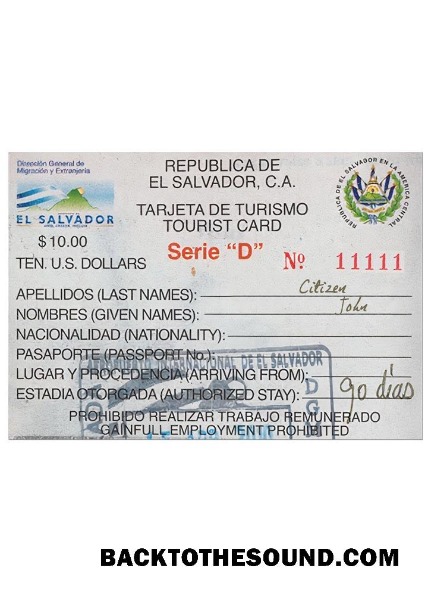 Dirección General de
Migración y Extranjería
EL SALVADOR
$ 10.00
TEN. U.S. DOLLARS
REPUBLICA DE
EL SALVADOR, C.A.
TARJETA DE TURISMO
TOURIST CARD
Serie "D"
REPUBLICA DE EL SALVADOR EN LA AMERICA CENTRAL
Nº 11111
APELLIDOS (LAST NAMES): Citizen
NOMBRES (GIVEN NAMES): John
NACIONALIDAD (NATIONALITY):
PASAPORTE (PASSPORT No.):
INTERNACIONAL DE EL SALVADOR
LUGAR Y PROCEDENCIA (ARRIVING FROM):
ESTADIA OTORGADA (AUTHORIZED STAY): 90 días
PROHIBIDO REALIZAR TRABAJO REMUNERADO
GAINFULL EMPLOYMENT PROHIBITED
BACKTOTHESOUND.COM